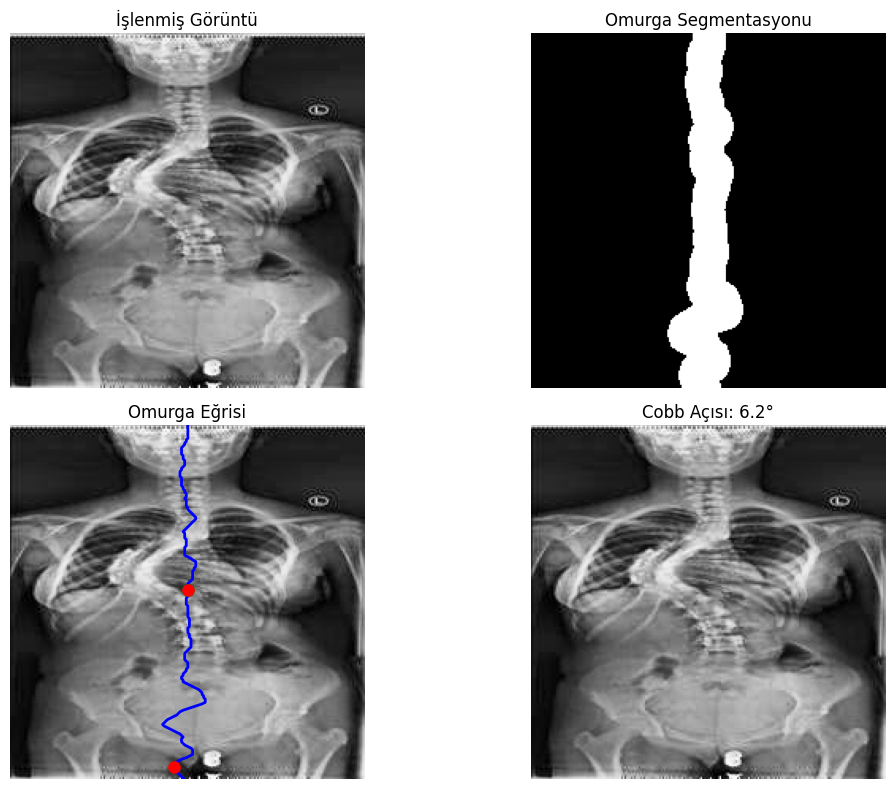 İşlenmiş Görüntü
Omurga Segmentasyonu
L
Omurga Eğrisi
Cobb Açısı: 6.2°
L
L